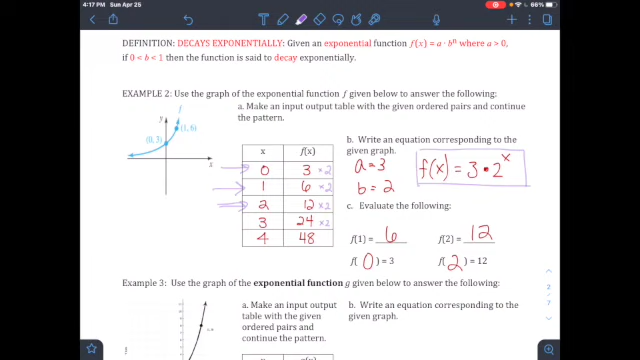 4:17 PM Sun Apr 25
66%
DEFINITION: DECAYS EXPONENTIALLY: Given an exponential function f(x) = a · bⁿ where a > 0,
if 0 < b < 1 then the function is said to decay exponentially.
EXAMPLE 2: Use the graph of the exponential function f given below to answer the following:
a. Make an input output table with the given ordered pairs and continue
the pattern.
f
y
(1, 6)
(0, 3)
x
x f(x)
0 3 ×2
1 6 ×2
2 12 ×2
3 24 ×2
4 48
b. Write an equation corresponding to the
given graph.
a = 3
b = 2
f(x) = 3 • 2ˣ
c. Evaluate the following:
f(1) = 6 f(2) = 12
f( 0 ) = 3 f( 2 ) = 12
Example 3: Use the graph of the exponential function g given below to answer the following:
a. Make an input output
table with the given
ordered pairs and
continue the pattern.
b. Write an equation corresponding to the
given graph.
x g(x)
2
7